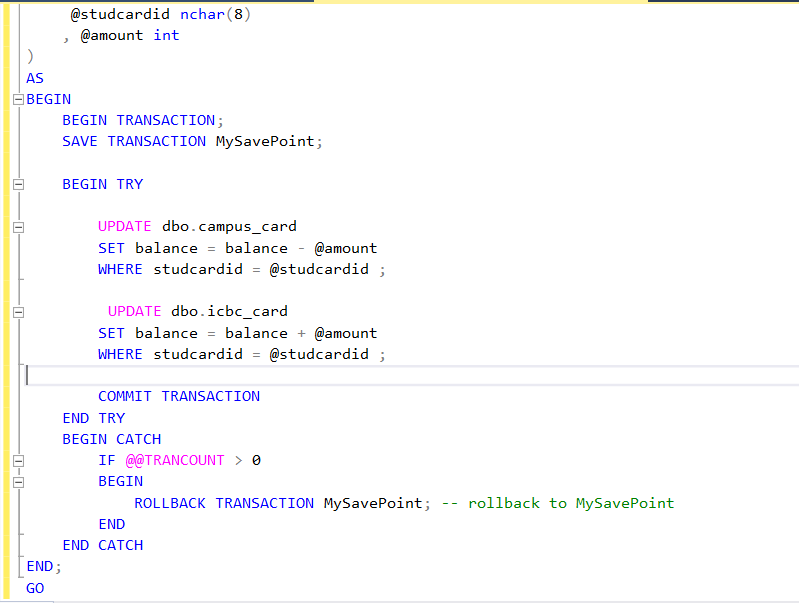 @studcardid nchar(8)
, @amount int
)
AS
BEGIN
BEGIN TRANSACTION;
SAVE TRANSACTION MySavePoint;
BEGIN TRY
UPDATE dbo.campus_card
SET balance = balance - @amount
WHERE studcardid = @studcardid ;
UPDATE dbo.icbc_card
SET balance = balance + @amount
WHERE studcardid = @studcardid ;
COMMIT TRANSACTION
END TRY
BEGIN CATCH
IF @@TRANCOUNT > 0
BEGIN
ROLLBACK TRANSACTION MySavePoint; -- rollback to MySavePoint
END
END CATCH
END;
GO